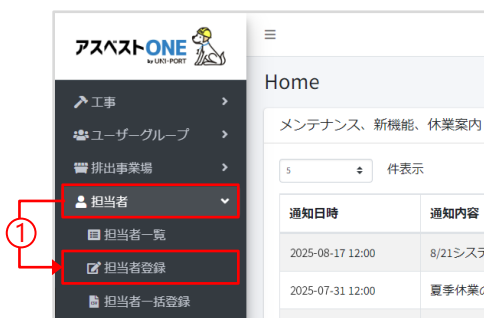 アスベストONE
by UNI-PORT
Home
工事
ユーザーグループ
排出事業場
担当者
担当者一覧
担当者登録
担当者一括登録
1
メンテナンス、新機能、休業案内
5 件表示
通知日時 通知内容
2025-08-17 12:00 8/21システ
2025-07-31 12:00 夏季休業の